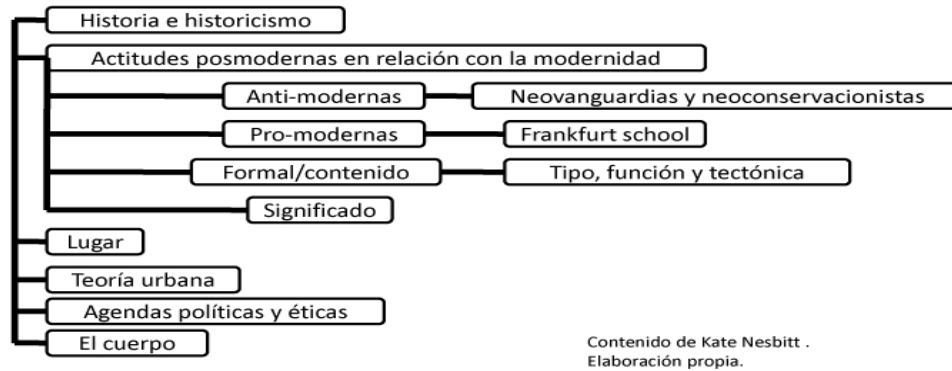 Historia e historicismo
Actitudes posmodernas en relación con la modernidad
Anti-modernas
Neovanguardias y neoconservacionistas
Pro-modernas
Frankfurt school
Formal/contenido
Tipo, función y tectónica
Significado
Lugar
Teoría urbana
Agendas políticas y éticas
El cuerpo
Contenido de Kate Nesbitt .
Elaboración propia.